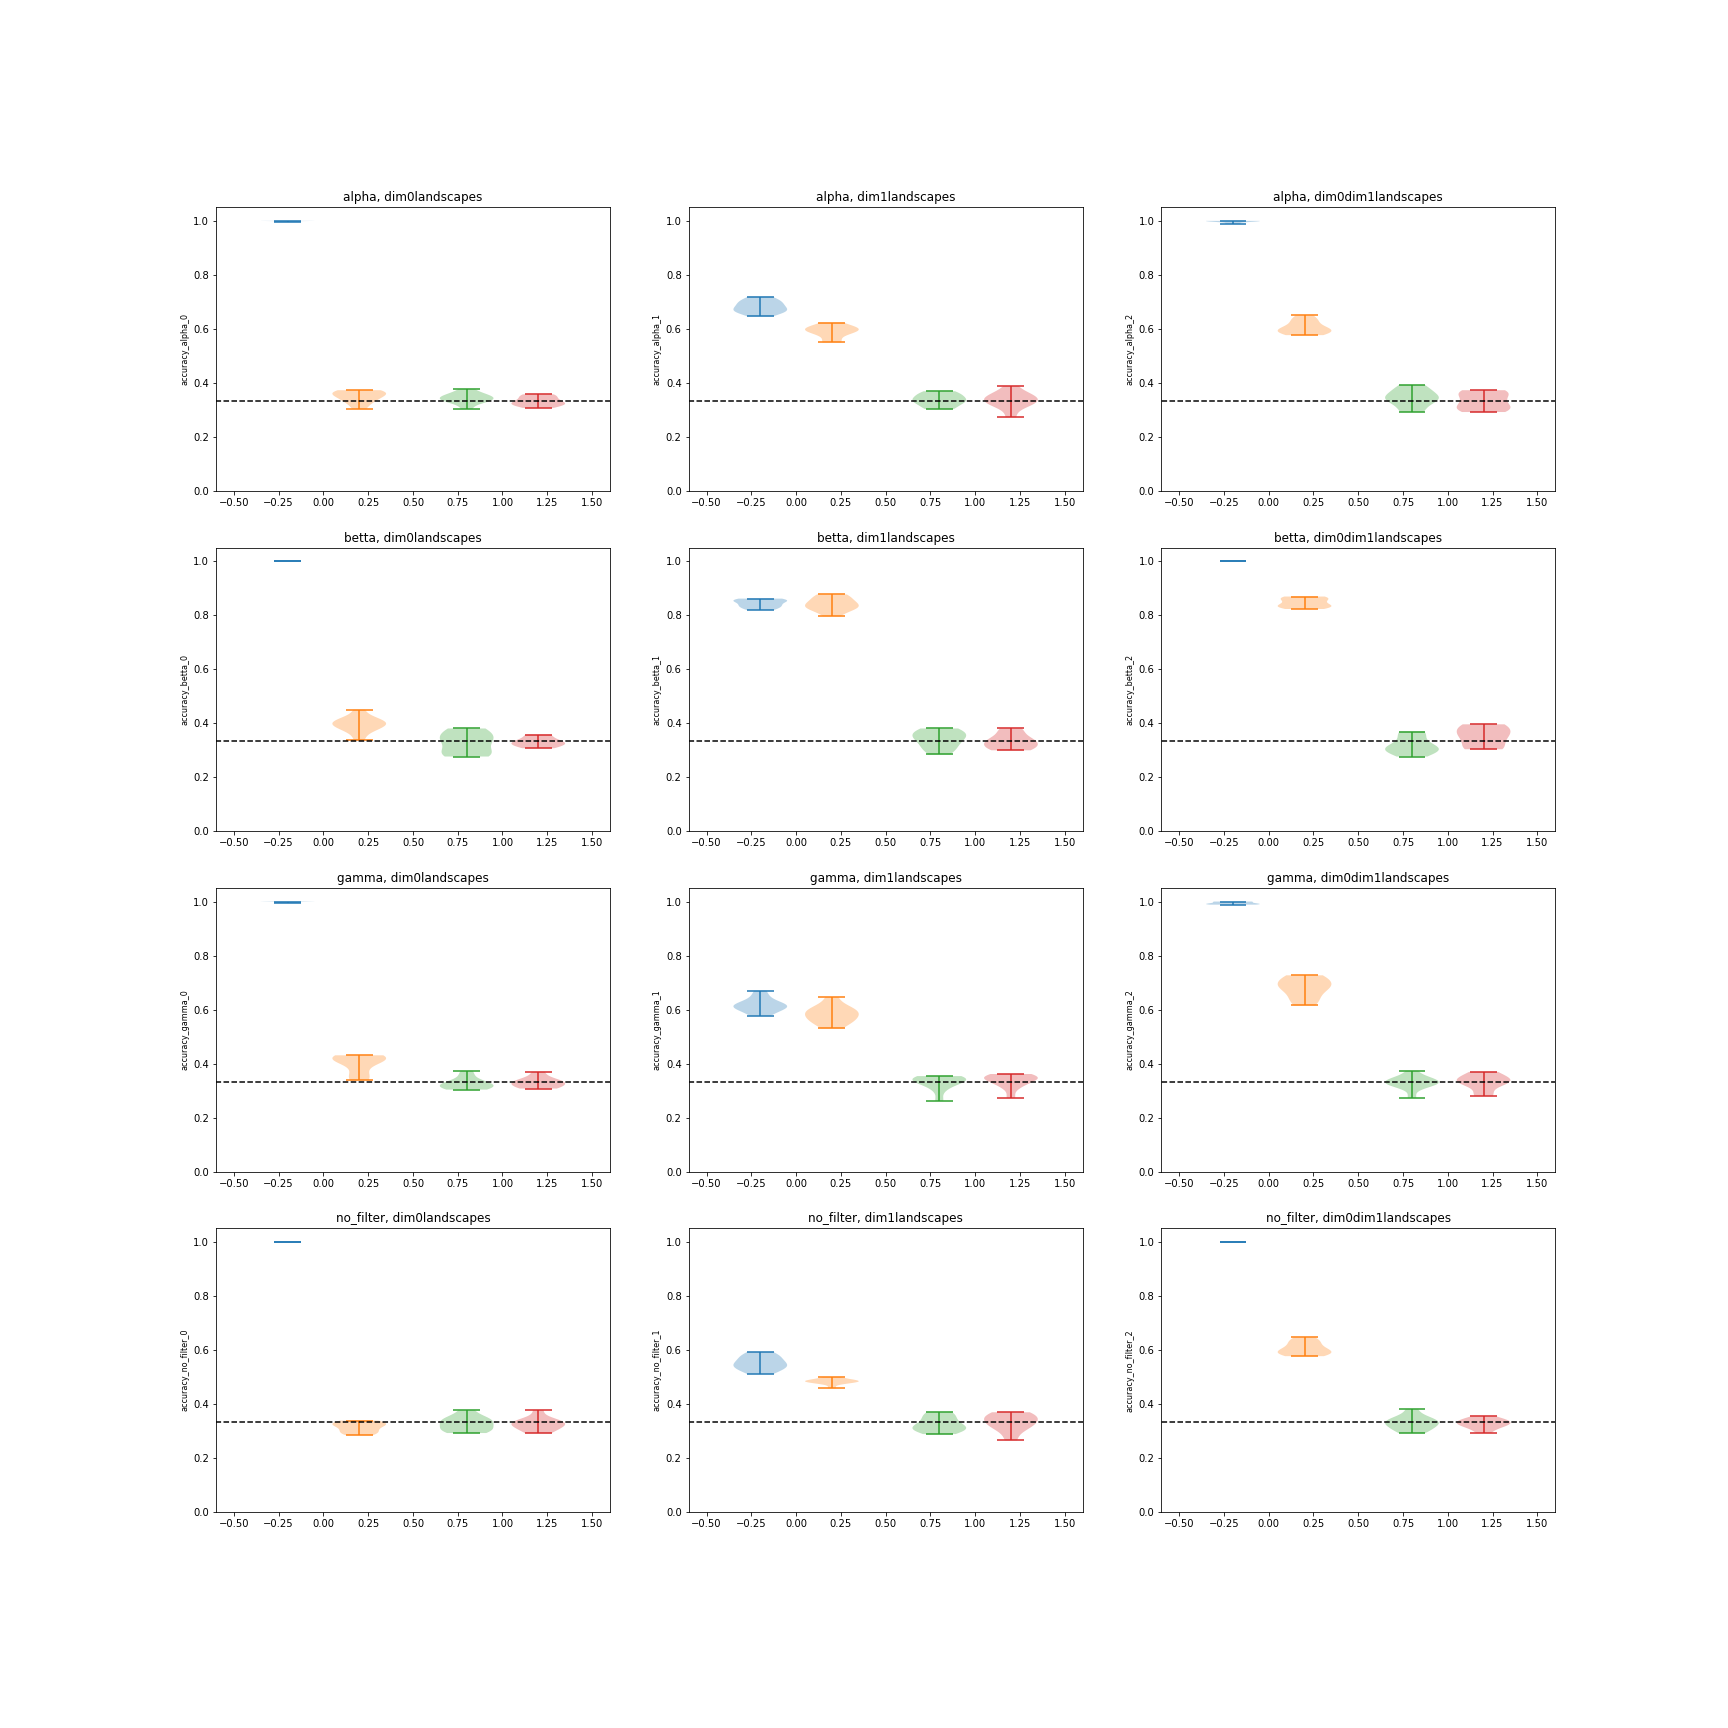 alpha, dim0landscapes
accuracy_alpha_0
1.0
0.8
0.6
0.4
0.2
0.0
−0.50 −0.25 0.00 0.25 0.50 0.75 1.00 1.25 1.50
alpha, dim1landscapes
accuracy_alpha_1
1.0
0.8
0.6
0.4
0.2
0.0
−0.50 −0.25 0.00 0.25 0.50 0.75 1.00 1.25 1.50
alpha, dim0dim1landscapes
accuracy_alpha_2
1.0
0.8
0.6
0.4
0.2
0.0
−0.50 −0.25 0.00 0.25 0.50 0.75 1.00 1.25 1.50
betta, dim0landscapes
accuracy_betta_0
1.0
0.8
0.6
0.4
0.2
0.0
−0.50 −0.25 0.00 0.25 0.50 0.75 1.00 1.25 1.50
betta, dim1landscapes
accuracy_betta_1
1.0
0.8
0.6
0.4
0.2
0.0
−0.50 −0.25 0.00 0.25 0.50 0.75 1.00 1.25 1.50
betta, dim0dim1landscapes
accuracy_betta_2
1.0
0.8
0.6
0.4
0.2
0.0
−0.50 −0.25 0.00 0.25 0.50 0.75 1.00 1.25 1.50
gamma, dim0landscapes
accuracy_gamma_0
1.0
0.8
0.6
0.4
0.2
0.0
−0.50 −0.25 0.00 0.25 0.50 0.75 1.00 1.25 1.50
gamma, dim1landscapes
accuracy_gamma_1
1.0
0.8
0.6
0.4
0.2
0.0
−0.50 −0.25 0.00 0.25 0.50 0.75 1.00 1.25 1.50
gamma, dim0dim1landscapes
accuracy_gamma_2
1.0
0.8
0.6
0.4
0.2
0.0
−0.50 −0.25 0.00 0.25 0.50 0.75 1.00 1.25 1.50
no_filter, dim0landscapes
accuracy_no_filter_0
1.0
0.8
0.6
0.4
0.2
0.0
−0.50 −0.25 0.00 0.25 0.50 0.75 1.00 1.25 1.50
no_filter, dim1landscapes
accuracy_no_filter_1
1.0
0.8
0.6
0.4
0.2
0.0
−0.50 −0.25 0.00 0.25 0.50 0.75 1.00 1.25 1.50
no_filter, dim0dim1landscapes
accuracy_no_filter_2
1.0
0.8
0.6
0.4
0.2
0.0
−0.50 −0.25 0.00 0.25 0.50 0.75 1.00 1.25 1.50